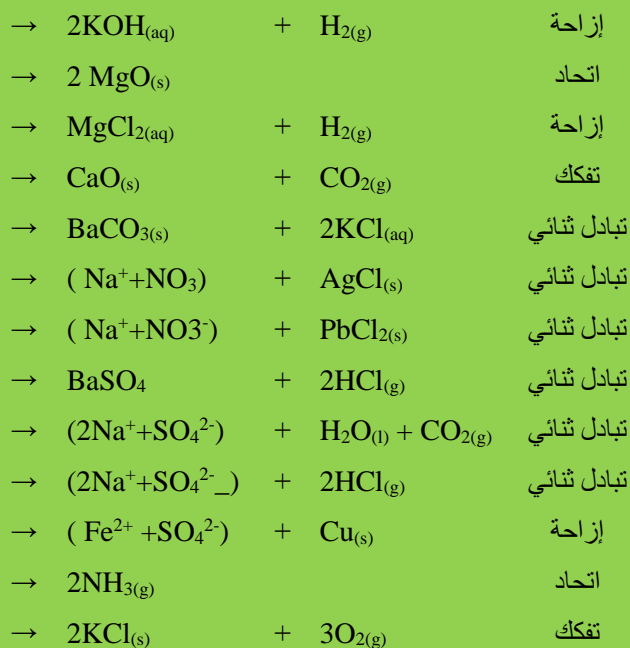 → 2KOH(aq) + H2(g) إزاحة
→ 2 MgO(s) اتحاد
→ MgCl2(aq) + H2(g) إزاحة
→ CaO(s) + CO2(g) تفكك
→ BaCO3(s) + 2KCl(aq) تبادل ثنائي
→ ( Na⁺+NO3) + AgCl(s) تبادل ثنائي
→ ( Na⁺+NO3⁻) + PbCl2(s) تبادل ثنائي
→ BaSO4 + 2HCl(g) تبادل ثنائي
→ (2Na⁺+SO4²⁻) + H2O(l) + CO2(g) تبادل ثنائي
→ (2Na⁺+SO4²⁻_) + 2HCl(g) تبادل ثنائي
→ ( Fe²⁺ +SO4²⁻) + Cu(s) إزاحة
→ 2NH3(g) اتحاد
→ 2KCl(s) + 3O2(g) تفكك